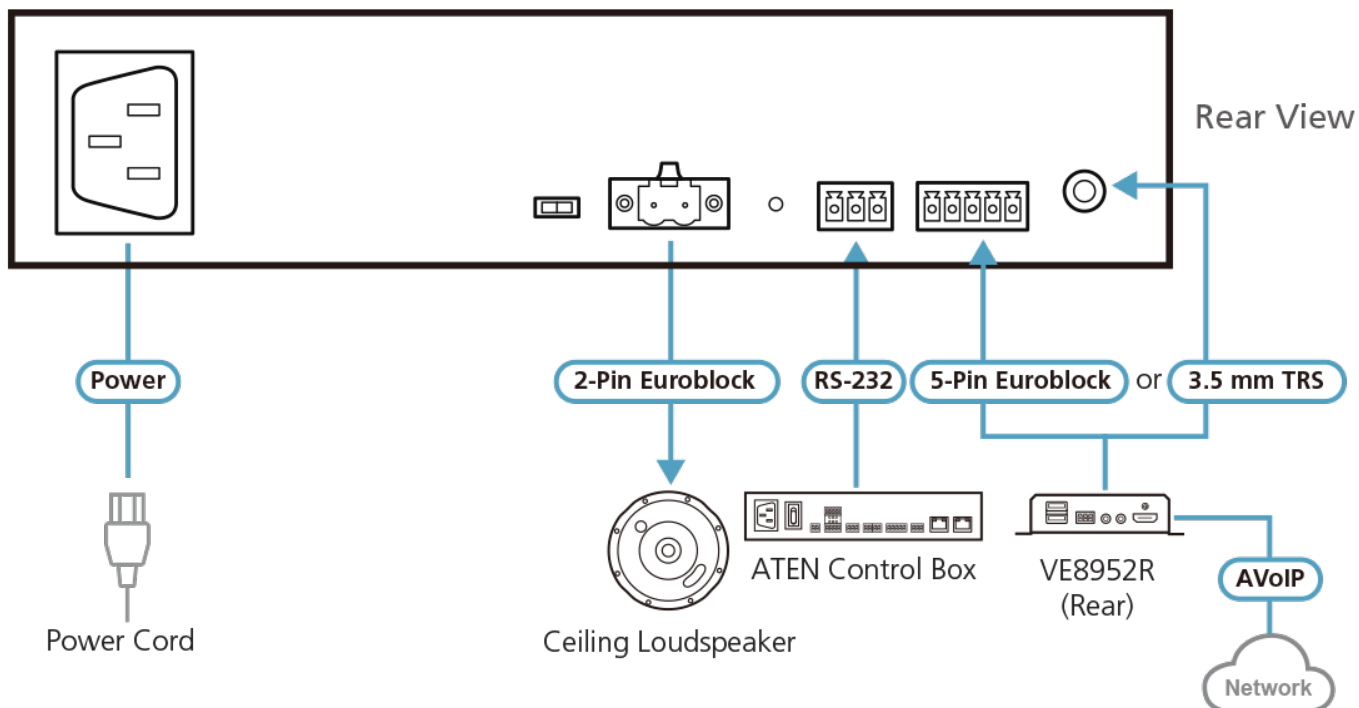 Rear View
Power
2-Pin Euroblock
RS-232
5-Pin Euroblock
or
3.5 mm TRS
ATEN Control Box
VE8952R
(Rear)
AVoIP
Power Cord
Ceiling Loudspeaker
Network